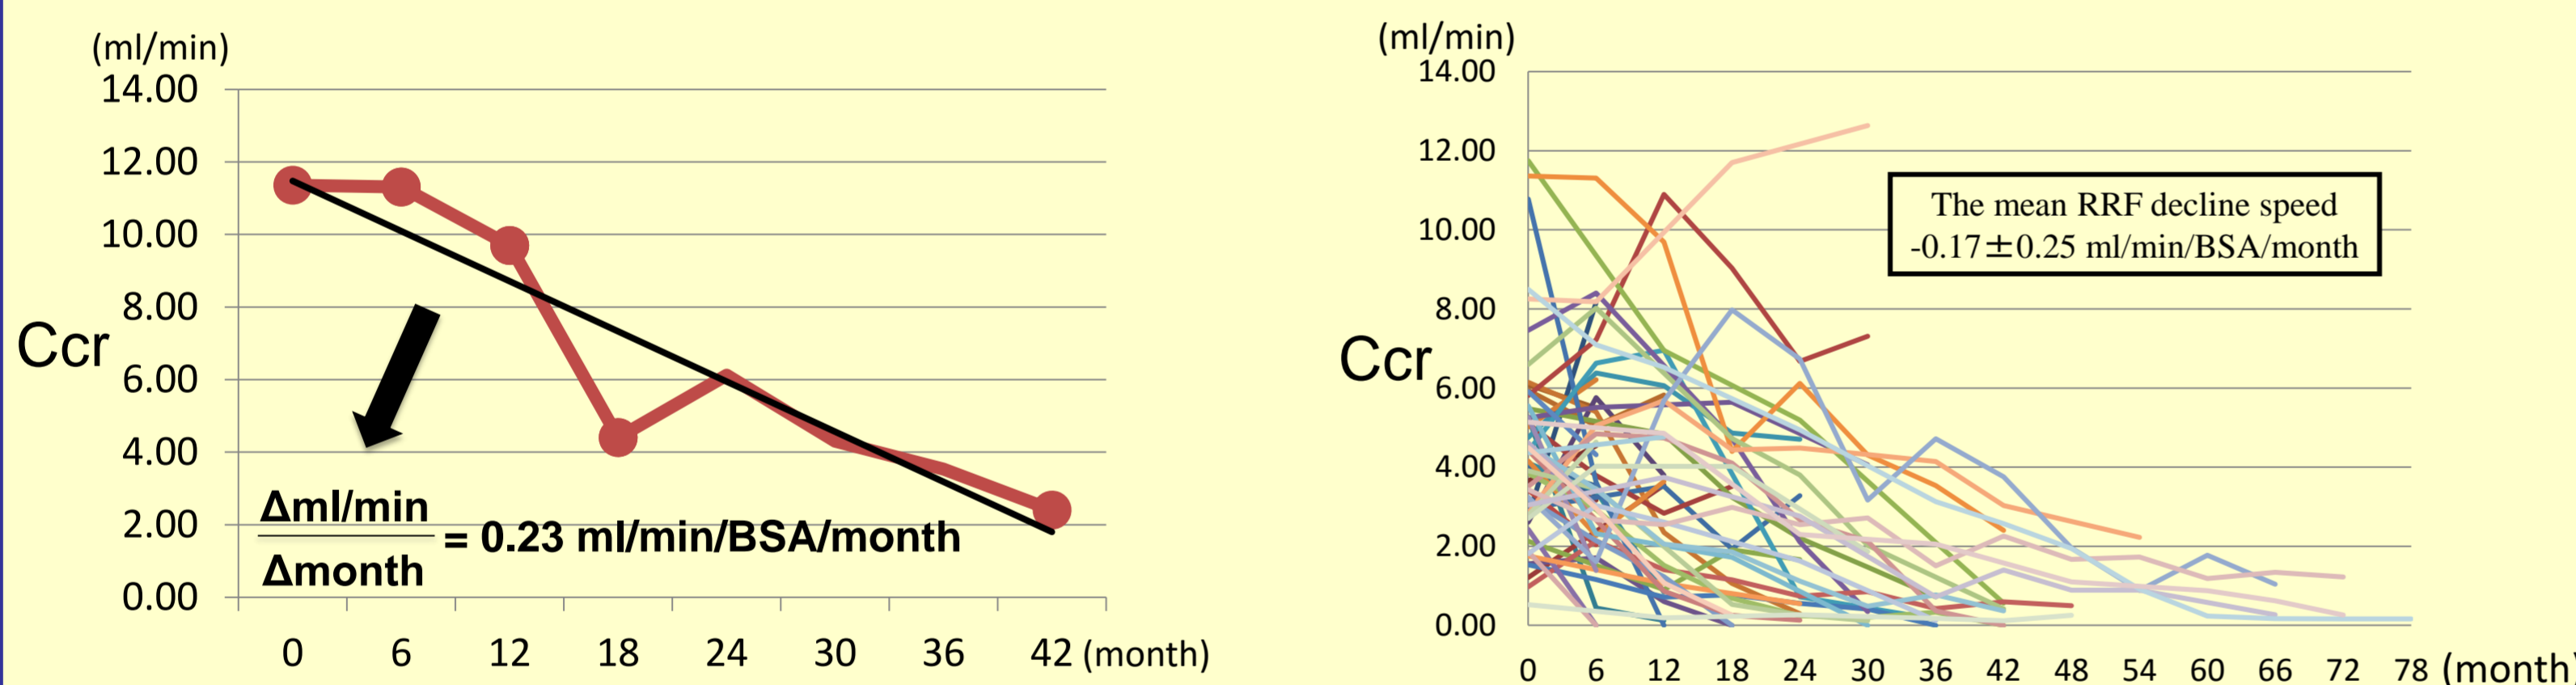 (ml/min)
14.00
12.00
10.00
8.00
6.00
4.00
2.00
0.00
Ccr
Δml/min
Δmonth
= 0.23 ml/min/BSA/month
0 6 12 18 24 30 36 42 (month)
(ml/min)
14.00
12.00
10.00
8.00
6.00
4.00
2.00
0.00
Ccr
The mean RRF decline speed
-0.17±0.25 ml/min/BSA/month
0 6 12 18 24 30 36 42 48 54 60 66 72 78 (month)